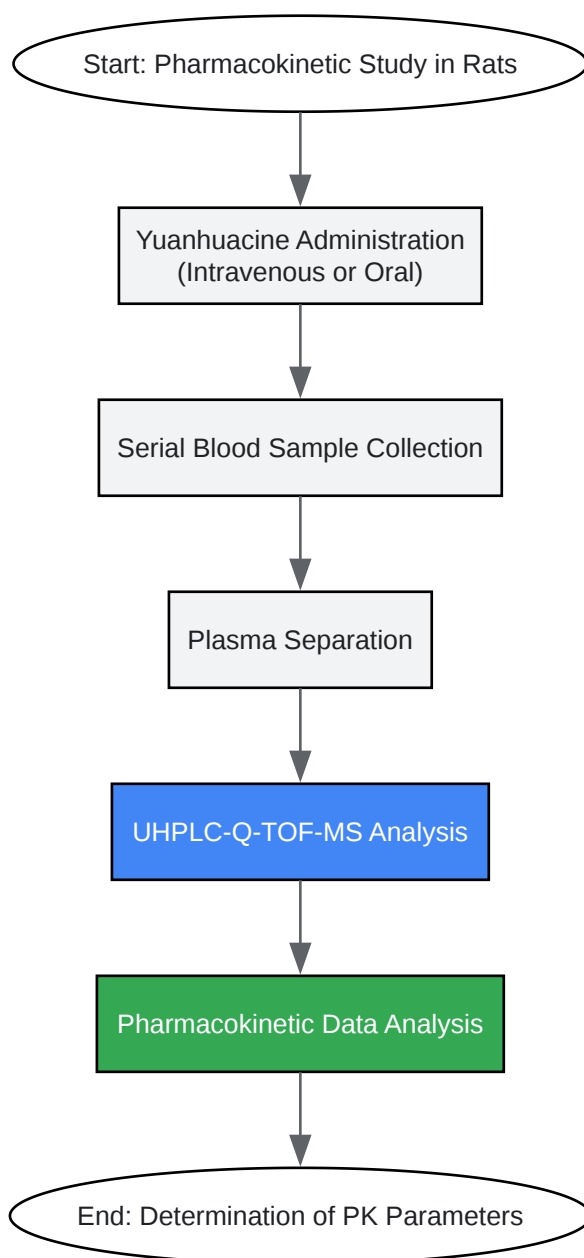 Start: Pharmacokinetic Study in Rats
Yuanhuacine Administration
(Intravenous or Oral)
Serial Blood Sample Collection
Plasma Separation
UHPLC-Q-TOF-MS Analysis
Pharmacokinetic Data Analysis
End: Determination of PK Parameters